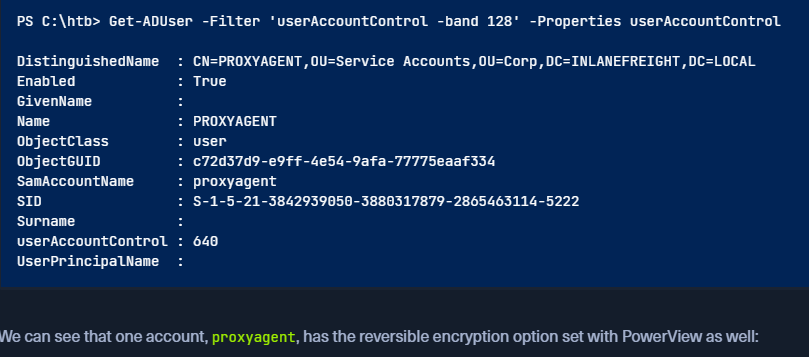 PS C:\htb> Get-ADUser -Filter 'userAccountControl -band 128' -Properties userAccountControl
DistinguishedName  : CN=PROXYAGENT,OU=Service Accounts,OU=Corp,DC=INLANEFREIGHT,DC=LOCAL
Enabled            : True
GivenName          :
Name               : PROXYAGENT
ObjectClass        : user
ObjectGUID         : c72d37d9-e9ff-4e54-9afa-77775eaaf334
SamAccountName     : proxyagent
SID                : S-1-5-21-3842939050-3880317879-2865463114-5222
Surname            :
userAccountControl : 640
UserPrincipalName  :
We can see that one account, proxyagent, has the reversible encryption option set with PowerView as well: